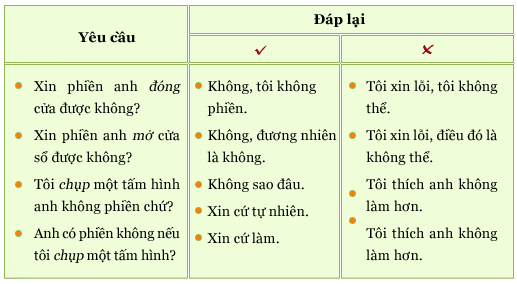 Yêu cầu
Đáp lại
✓
✗
Xin phiền anh đóng
cửa được không?
Xin phiền anh mở cửa
sổ được không?
Tôi chụp một tấm hình
anh không phiền chứ?
Anh có phiền không nếu
tôi chụp một tấm hình?
Không, tôi không
phiền.
Không, đương nhiên
là không.
Không sao đâu.
Xin cứ tự nhiên.
Xin cứ làm.
Tôi xin lỗi, tôi không
thể.
Tôi xin lỗi, điều đó là
không thể.
Tôi thích anh không
làm hơn.
Tôi thích anh không
làm hơn.